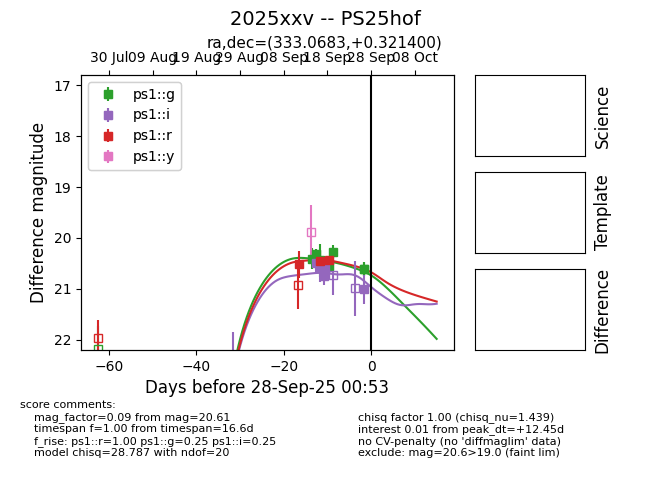 2025xxv -- PS25hof
ra,dec=(333.0683,+0.321400)
30 Jul 09 Aug 19 Aug 29 Aug 08 Sep 18 Sep 28 Sep 08 Oct
ps1::g
ps1::i
ps1::r
ps1::y
17
18
19
20
21
22
Difference magnitude
−60 −40 −20 0
Days before 28-Sep-25 00:53
Science
Template
Difference
score comments:
mag_factor=0.09 from mag=20.61
timespan f=1.00 from timespan=16.6d
f_rise: ps1::r=1.00 ps1::g=0.25 ps1::i=0.25
model chisq=28.787 with ndof=20
chisq factor 1.00 (chisq_nu=1.439)
interest 0.01 from peak_dt=+12.45d
no CV-penalty (no 'diffmaglim' data)
exclude: mag=20.6>19.0 (faint lim)